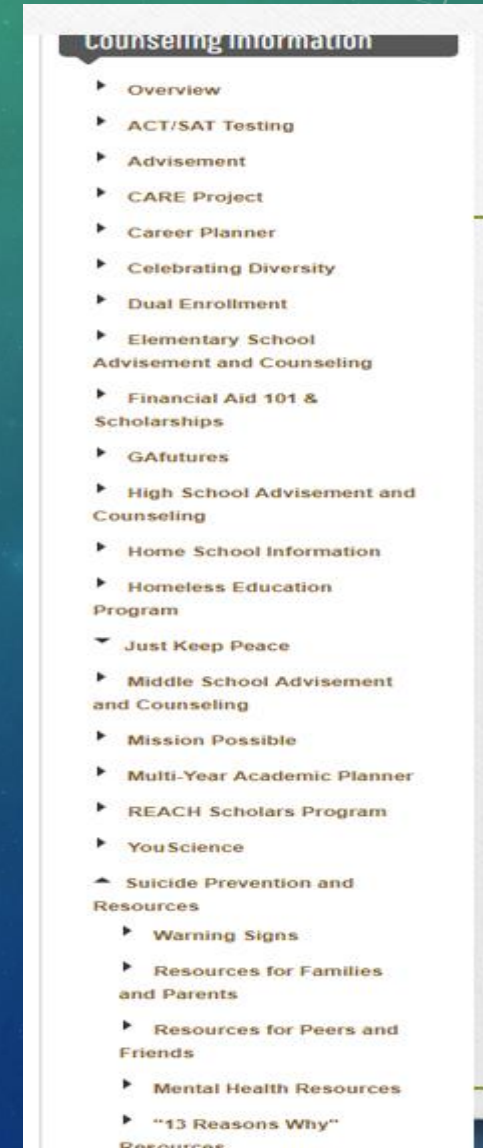 Counseling Information
Overview
ACT/SAT Testing
Advisement
CARE Project
Career Planner
Celebrating Diversity
Dual Enrollment
Elementary School
Advisement and Counseling
Financial Aid 101 &
Scholarships
GAfutures
High School Advisement and
Counseling
Home School Information
Homeless Education
Program
Just Keep Peace
Middle School Advisement
and Counseling
Mission Possible
Multi-Year Academic Planner
REACH Scholars Program
YouScience
Suicide Prevention and
Resources
Warning Signs
Resources for Families
and Parents
Resources for Peers and
Friends
Mental Health Resources
"13 Reasons Why"
Resources